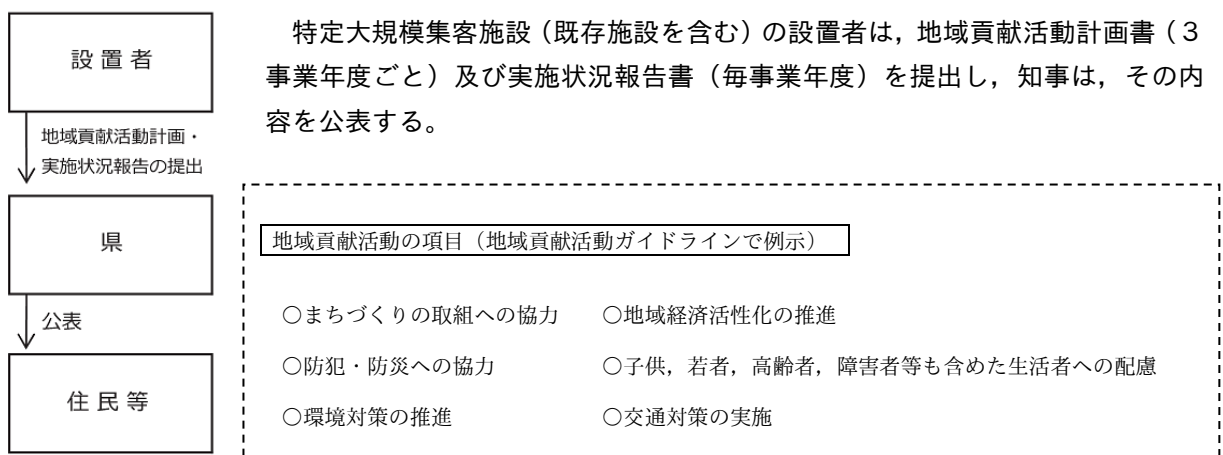 設置者
地域貢献活動計画・
実施状況報告の提出
県
公表
住民等
特定大規模集客施設（既存施設を含む）の設置者は，地域貢献活動計画書（３
事業年度ごと）及び実施状況報告書（毎事業年度）を提出し，知事は，その内
容を公表する。
地域貢献活動の項目（地域貢献活動ガイドラインで例示）
○まちづくりの取組への協力　○地域経済活性化の推進
○防犯・防災への協力　○子供，若者，高齢者，障害者等も含めた生活者への配慮
○環境対策の推進　○交通対策の実施